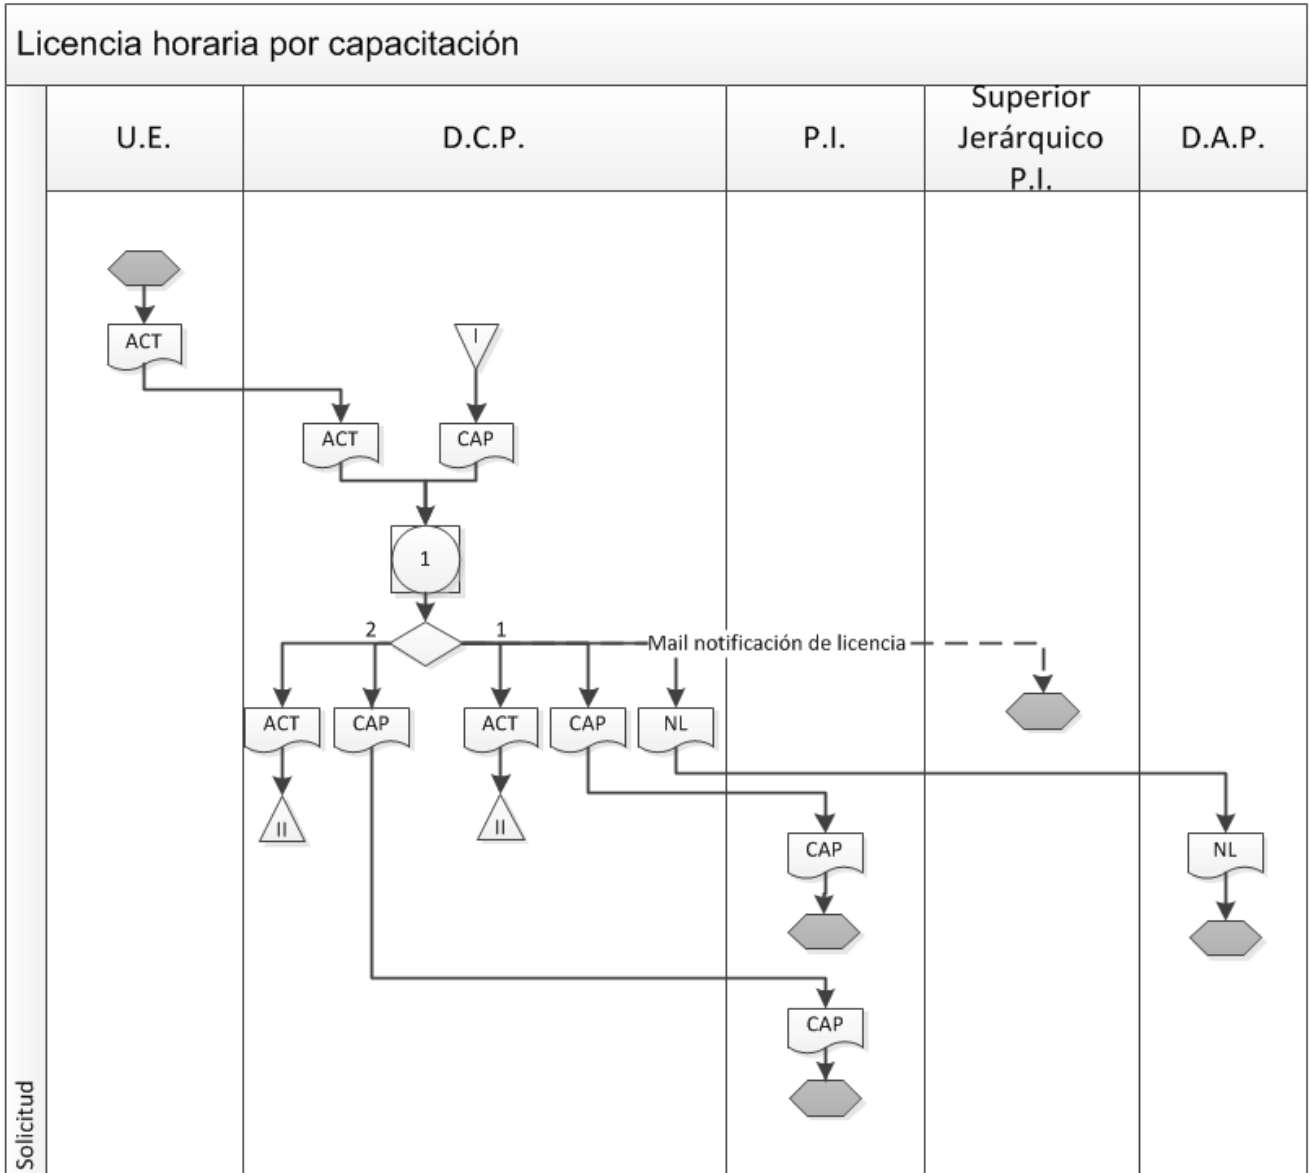 Licencia horaria por capacitación
U.E.
D.C.P.
P.I.
Superior
Jerárquico
P.I.
D.A.P.
ACT
I
ACT
CAP
1
2
1
Mail notificación de licencia
ACT
CAP
ACT
CAP
NL
II
II
CAP
NL
CAP
Solicitud